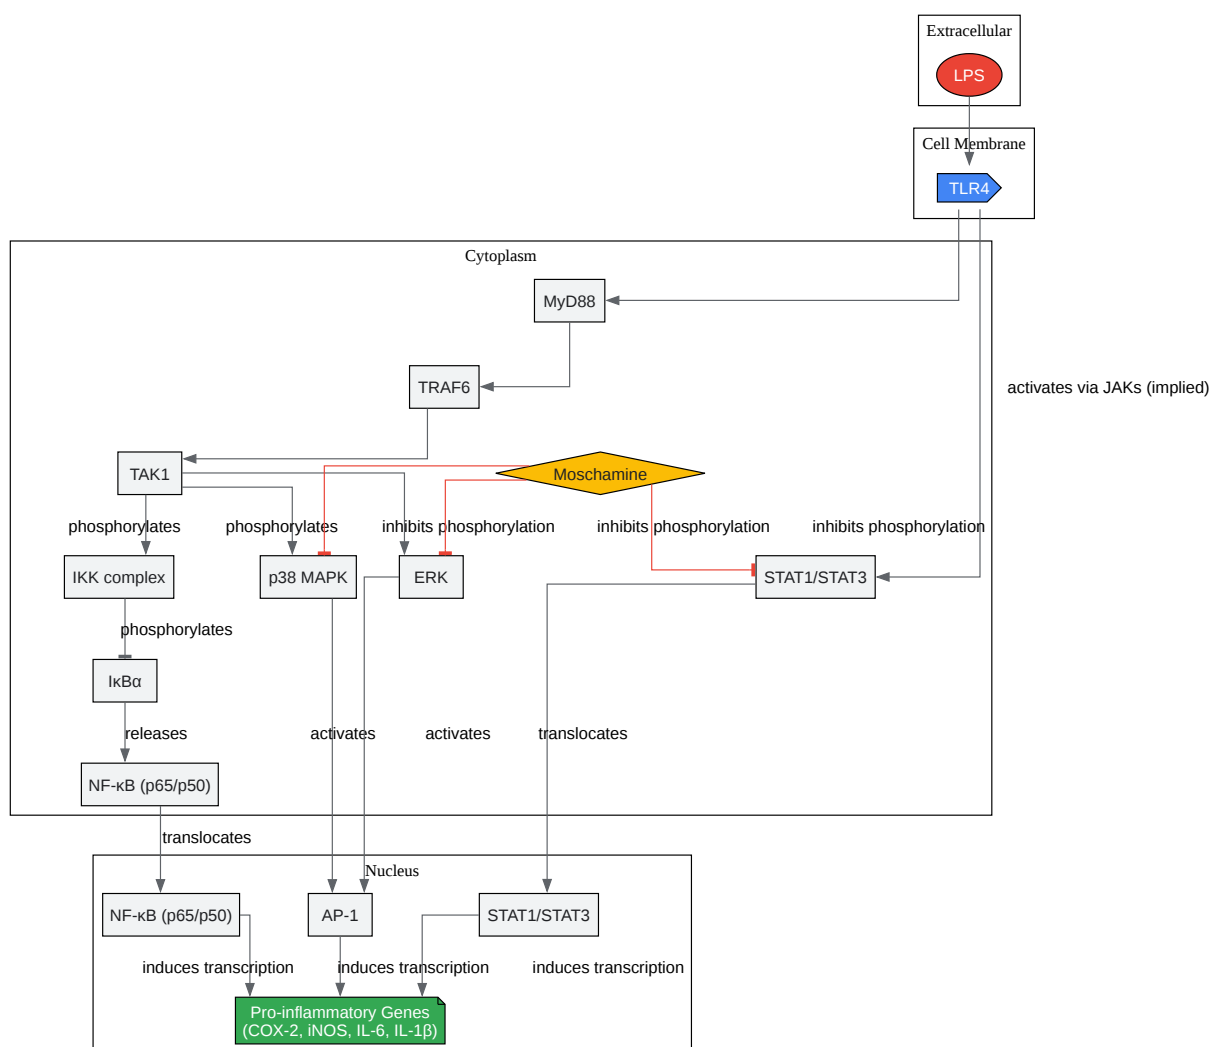 Extracellular
LPS
Cell Membrane
TLR4
Cytoplasm
MyD88
TRAF6
activates via JAKs (implied)
TAK1
Moschamine
phosphorylates
phosphorylates
inhibits phosphorylation
inhibits phosphorylation
inhibits phosphorylation
IKK complex
p38 MAPK
ERK
STAT1/STAT3
phosphorylates
IκBα
releases
activates
activates
translocates
NF-κB (p65/p50)
translocates
Nucleus
NF-κB (p65/p50)
AP-1
STAT1/STAT3
induces transcription
induces transcription
induces transcription
Pro-inflammatory Genes
(COX-2, iNOS, IL-6, IL-1β)